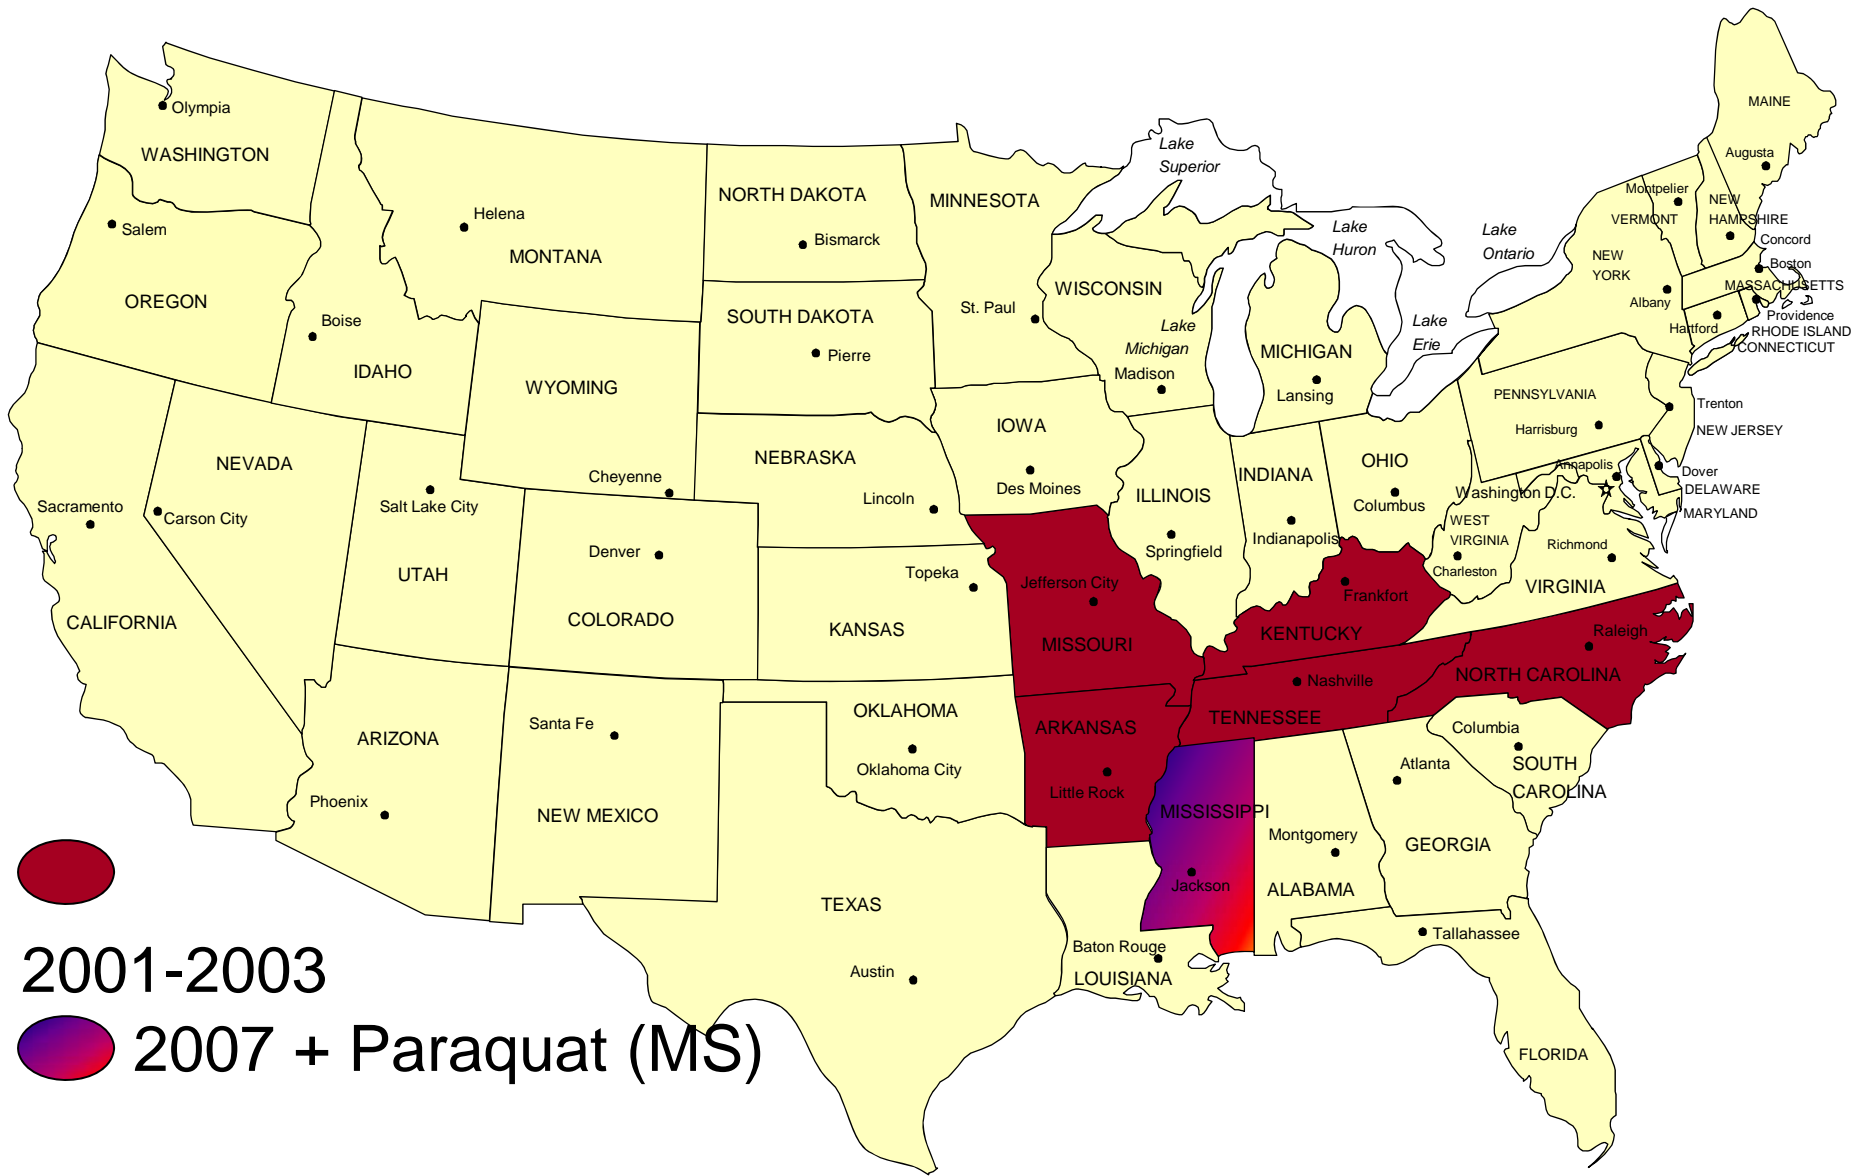 Olympia
WASHINGTON
Salem
OREGON
Helena
MONTANA
Boise
IDAHO
NORTH DAKOTA
Bismarck
SOUTH DAKOTA
Pierre
MINNESOTA
St. Paul
Lake
Superior
WISCONSIN
Madison
Lake
Michigan
MICHIGAN
Lansing
Lake
Huron
Lake
Erie
Lake
Ontario
MAINE
Augusta
Montpelier
VERMONT
NEW
HAMPSHIRE
Concord
NEW
YORK
Albany
Boston
MASSACHUSETTS
Providence
RHODE ISLAND
Hartford
CONNECTICUT
PENNSYLVANIA
Harrisburg
Trenton
NEW JERSEY
Annapolis
Dover
DELAWARE
MARYLAND
Washington D.C.
WYOMING
Cheyenne
NEBRASKA
Lincoln
IOWA
Des Moines
ILLINOIS
Springfield
INDIANA
Indianapolis
OHIO
Columbus
WEST
VIRGINIA
Charleston
Richmond
VIRGINIA
Sacramento
CALIFORNIA
NEVADA
Carson City
Salt Lake City
UTAH
Denver
COLORADO
Topeka
KANSAS
Jefferson City
MISSOURI
Frankfort
KENTUCKY
Raleigh
NORTH CAROLINA
Nashville
TENNESSEE
ARIZONA
Phoenix
Santa Fe
NEW MEXICO
OKLAHOMA
Oklahoma City
ARKANSAS
Little Rock
MISSISSIPPI
Jackson
Montgomery
ALABAMA
Atlanta
GEORGIA
Columbia
SOUTH
CAROLINA
TEXAS
Austin
Baton Rouge
LOUISIANA
Tallahassee
FLORIDA
2001-2003
2007 + Paraquat (MS)